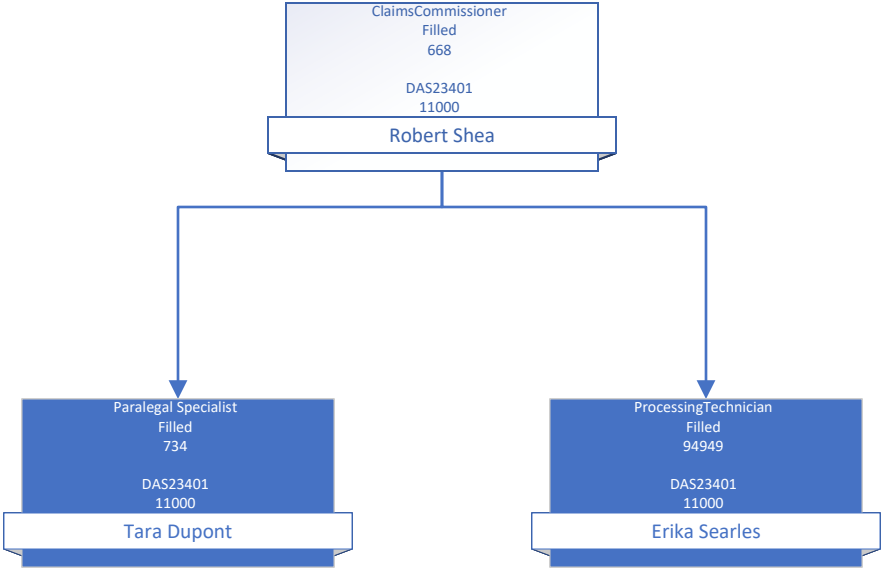 ClaimsCommissioner
Filled
668
DAS23401
11000
Robert Shea
Paralegal Specialist
Filled
734
DAS23401
11000
Tara Dupont
ProcessingTechnician
Filled
94949
DAS23401
11000
Erika Searles